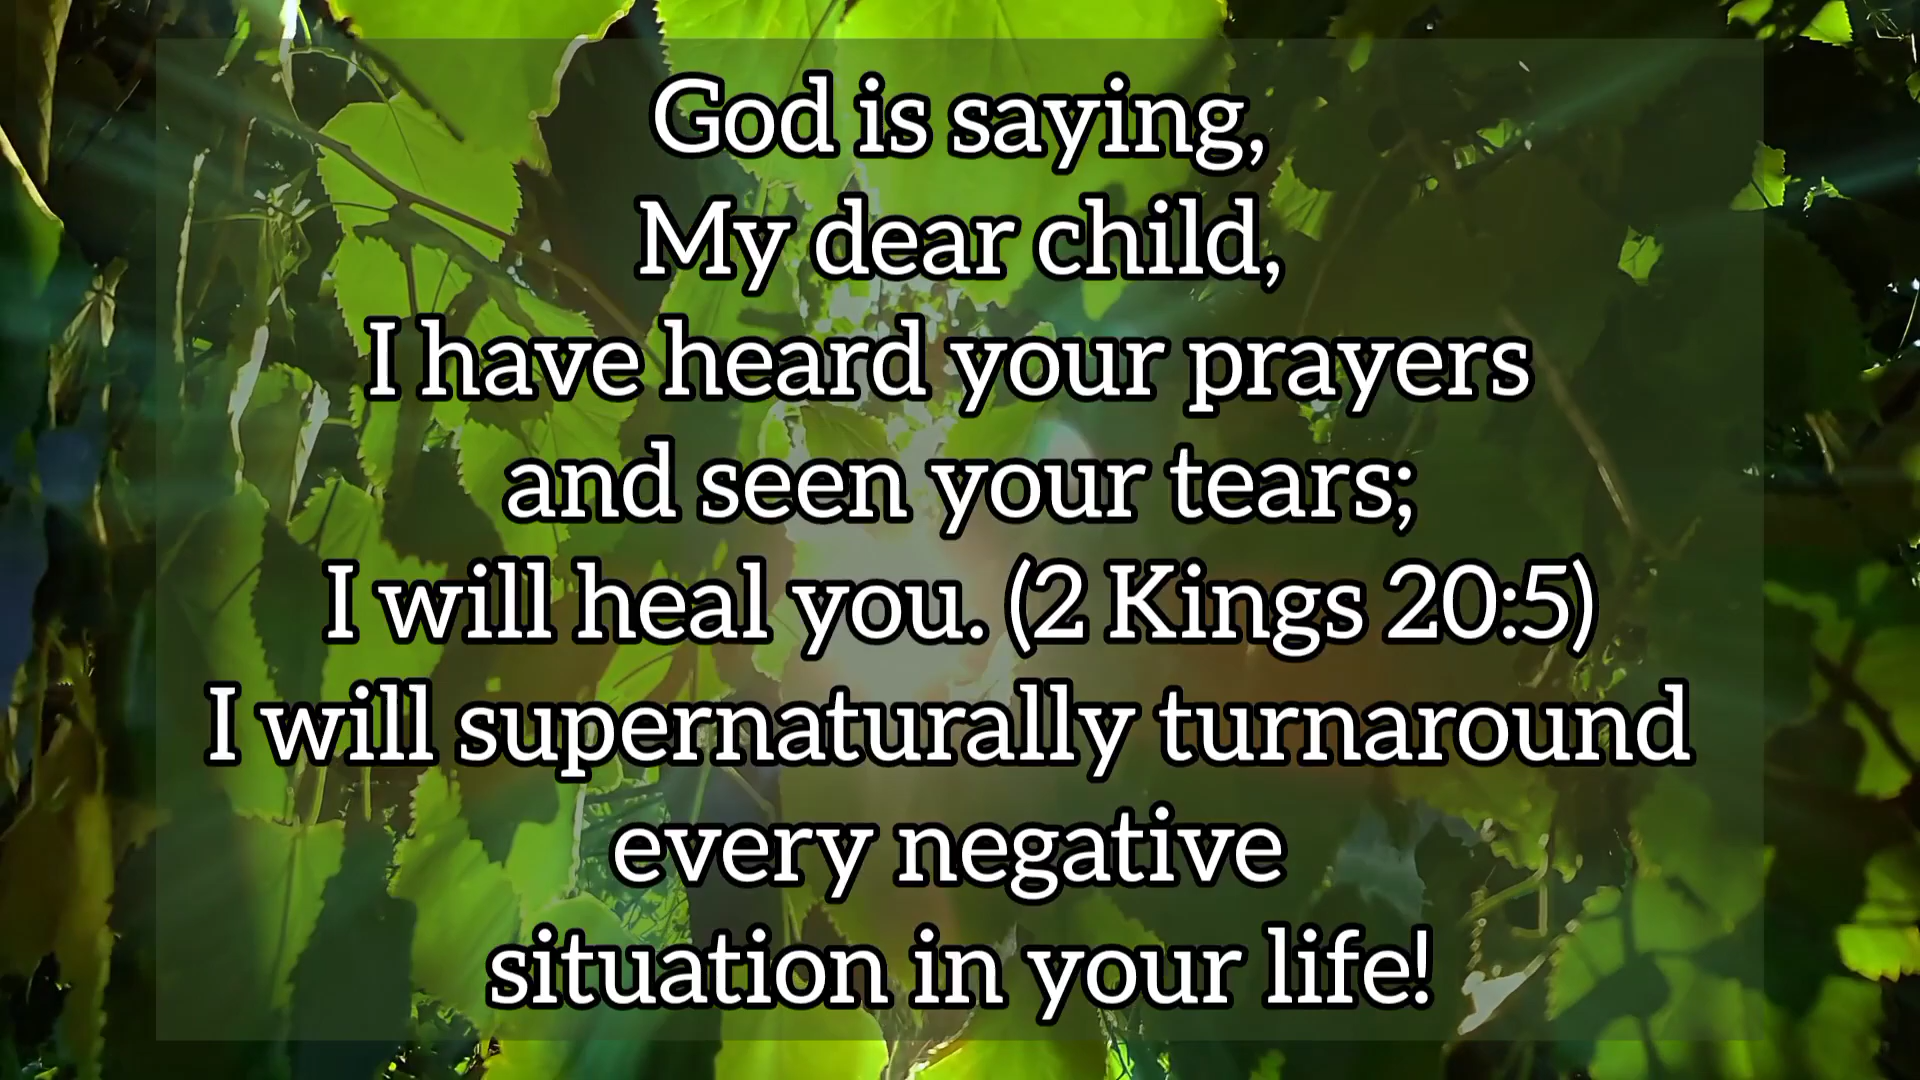 God is saying,
My dear child,
I have heard your prayers
and seen your tears;
I will heal you. (2 Kings 20:5)
I will supernaturally turnaround
every negative
situation in your life!